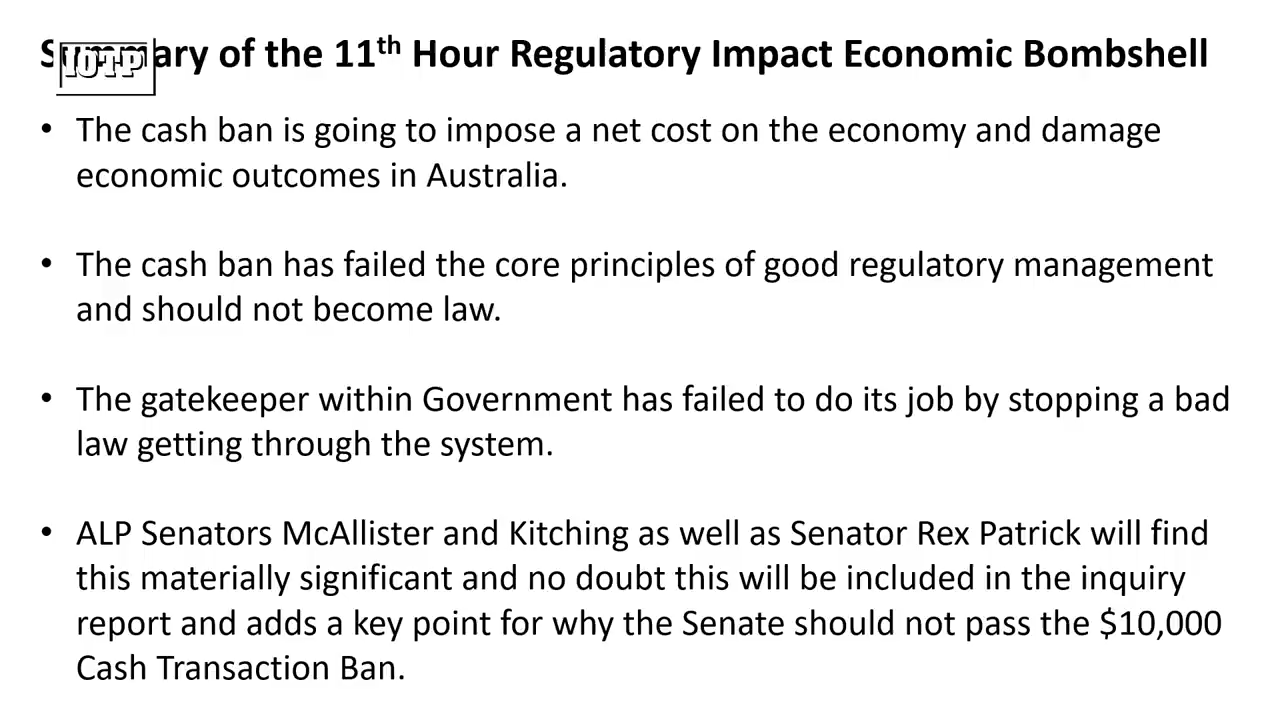 Summary of the 11th Hour Regulatory Impact Economic Bombshell
IOTP
• The cash ban is going to impose a net cost on the economy and damage
economic outcomes in Australia.
• The cash ban has failed the core principles of good regulatory management
and should not become law.
• The gatekeeper within Government has failed to do its job by stopping a bad
law getting through the system.
• ALP Senators McAllister and Kitching as well as Senator Rex Patrick will find
this materially significant and no doubt this will be included in the inquiry
report and adds a key point for why the Senate should not pass the $10,000
Cash Transaction Ban.